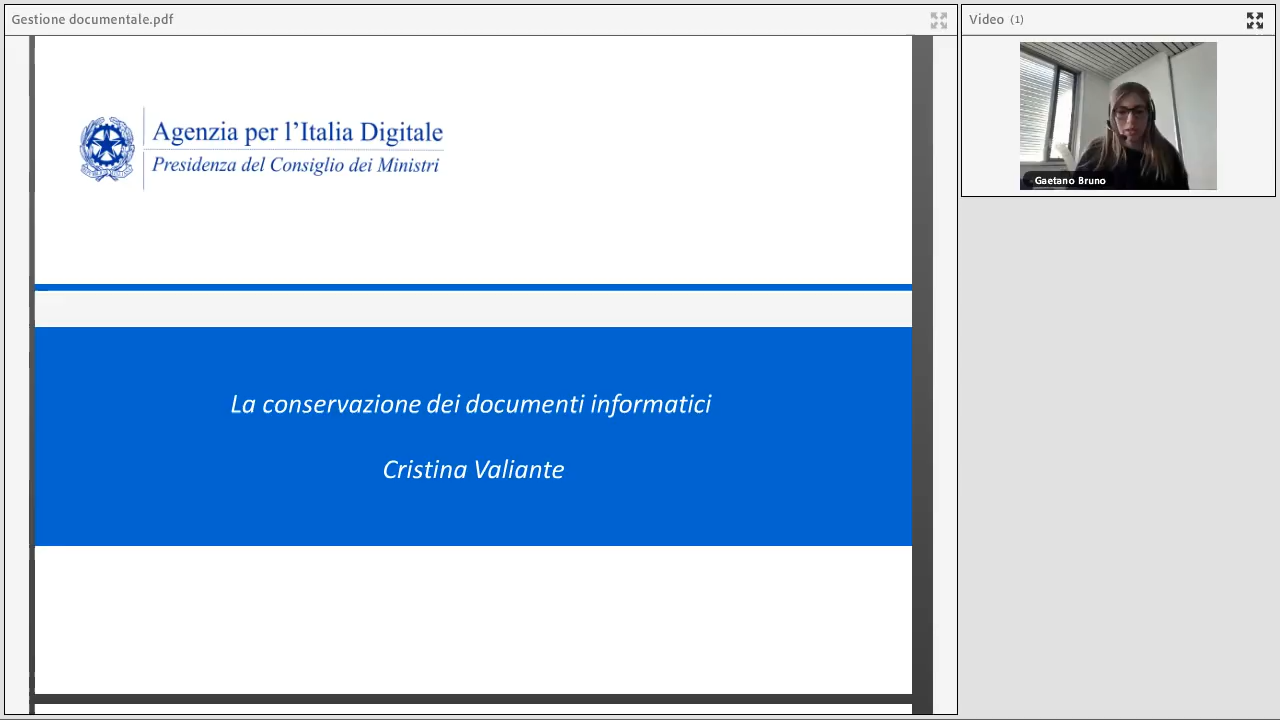 Gestione documentale.pdf
Video (1)
Agenzia per l'Italia Digitale
Presidenza del Consiglio dei Ministri
Gaetano Bruno
La conservazione dei documenti informatici
Cristina Valiante